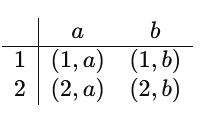 a b
1 (1, a) (1, b)
2 (2, a) (2, b)